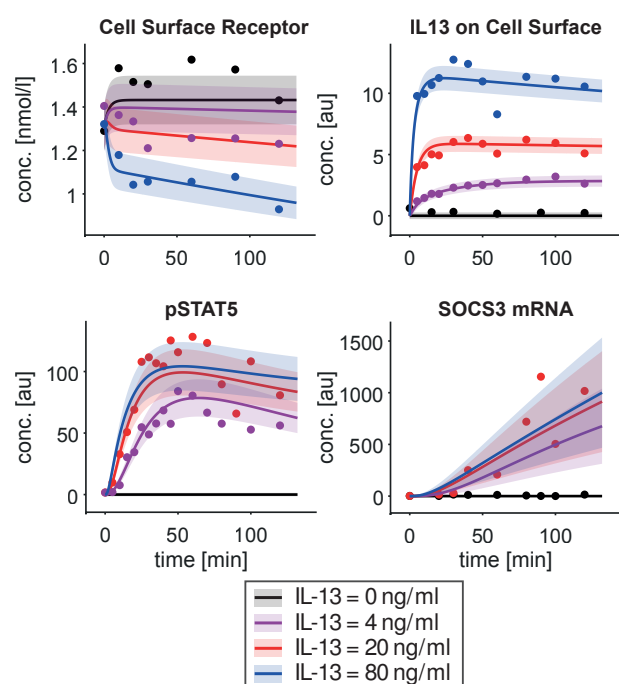 Cell Surface Receptor
IL13 on Cell Surface
conc. [nmol/l]
1.6
1.4
1.2
1
0
50
100
conc. [au]
10
5
0
0
50
100
pSTAT5
SOCS3 mRNA
conc. [au]
100
50
0
0
50
100
time [min]
conc. [au]
1500
1000
500
0
0
50
100
time [min]
IL-13 = 0 ng/ml
IL-13 = 4 ng/ml
IL-13 = 20 ng/ml
IL-13 = 80 ng/ml